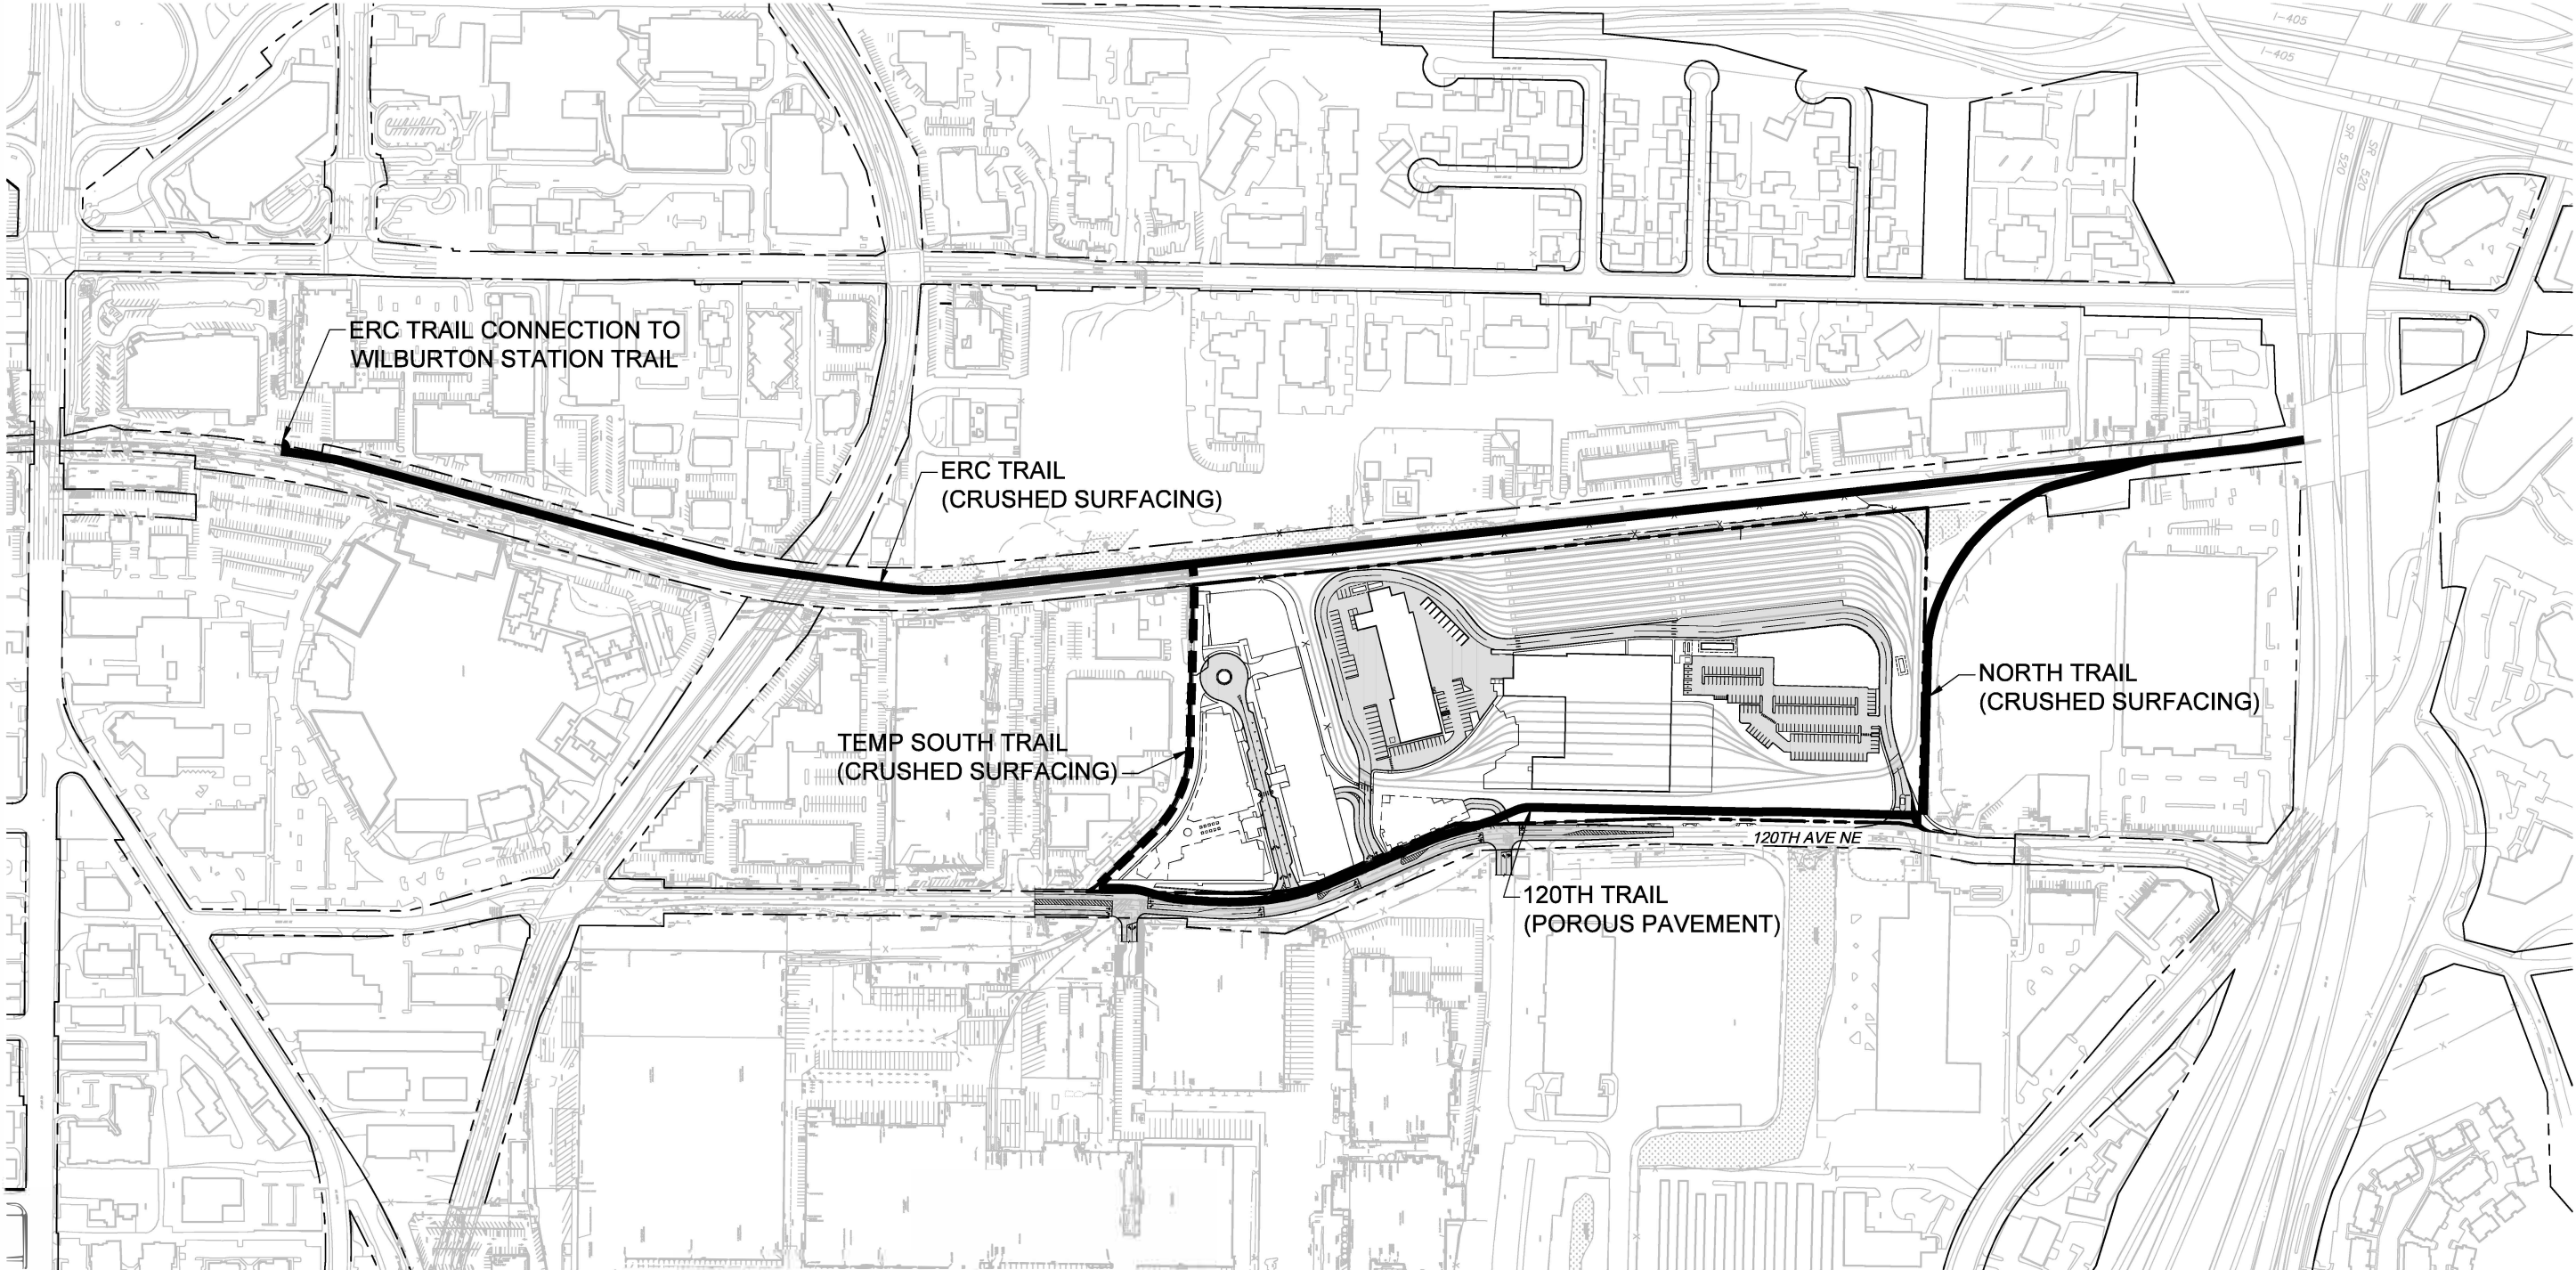 I-405
I-405
SR 520
SR 520
ERC TRAIL CONNECTION TO
WILBURTON STATION TRAIL
ERC TRAIL
(CRUSHED SURFACING)
NORTH TRAIL
(CRUSHED SURFACING)
TEMP SOUTH TRAIL
(CRUSHED SURFACING)
120TH AVE NE
120TH TRAIL
(POROUS PAVEMENT)